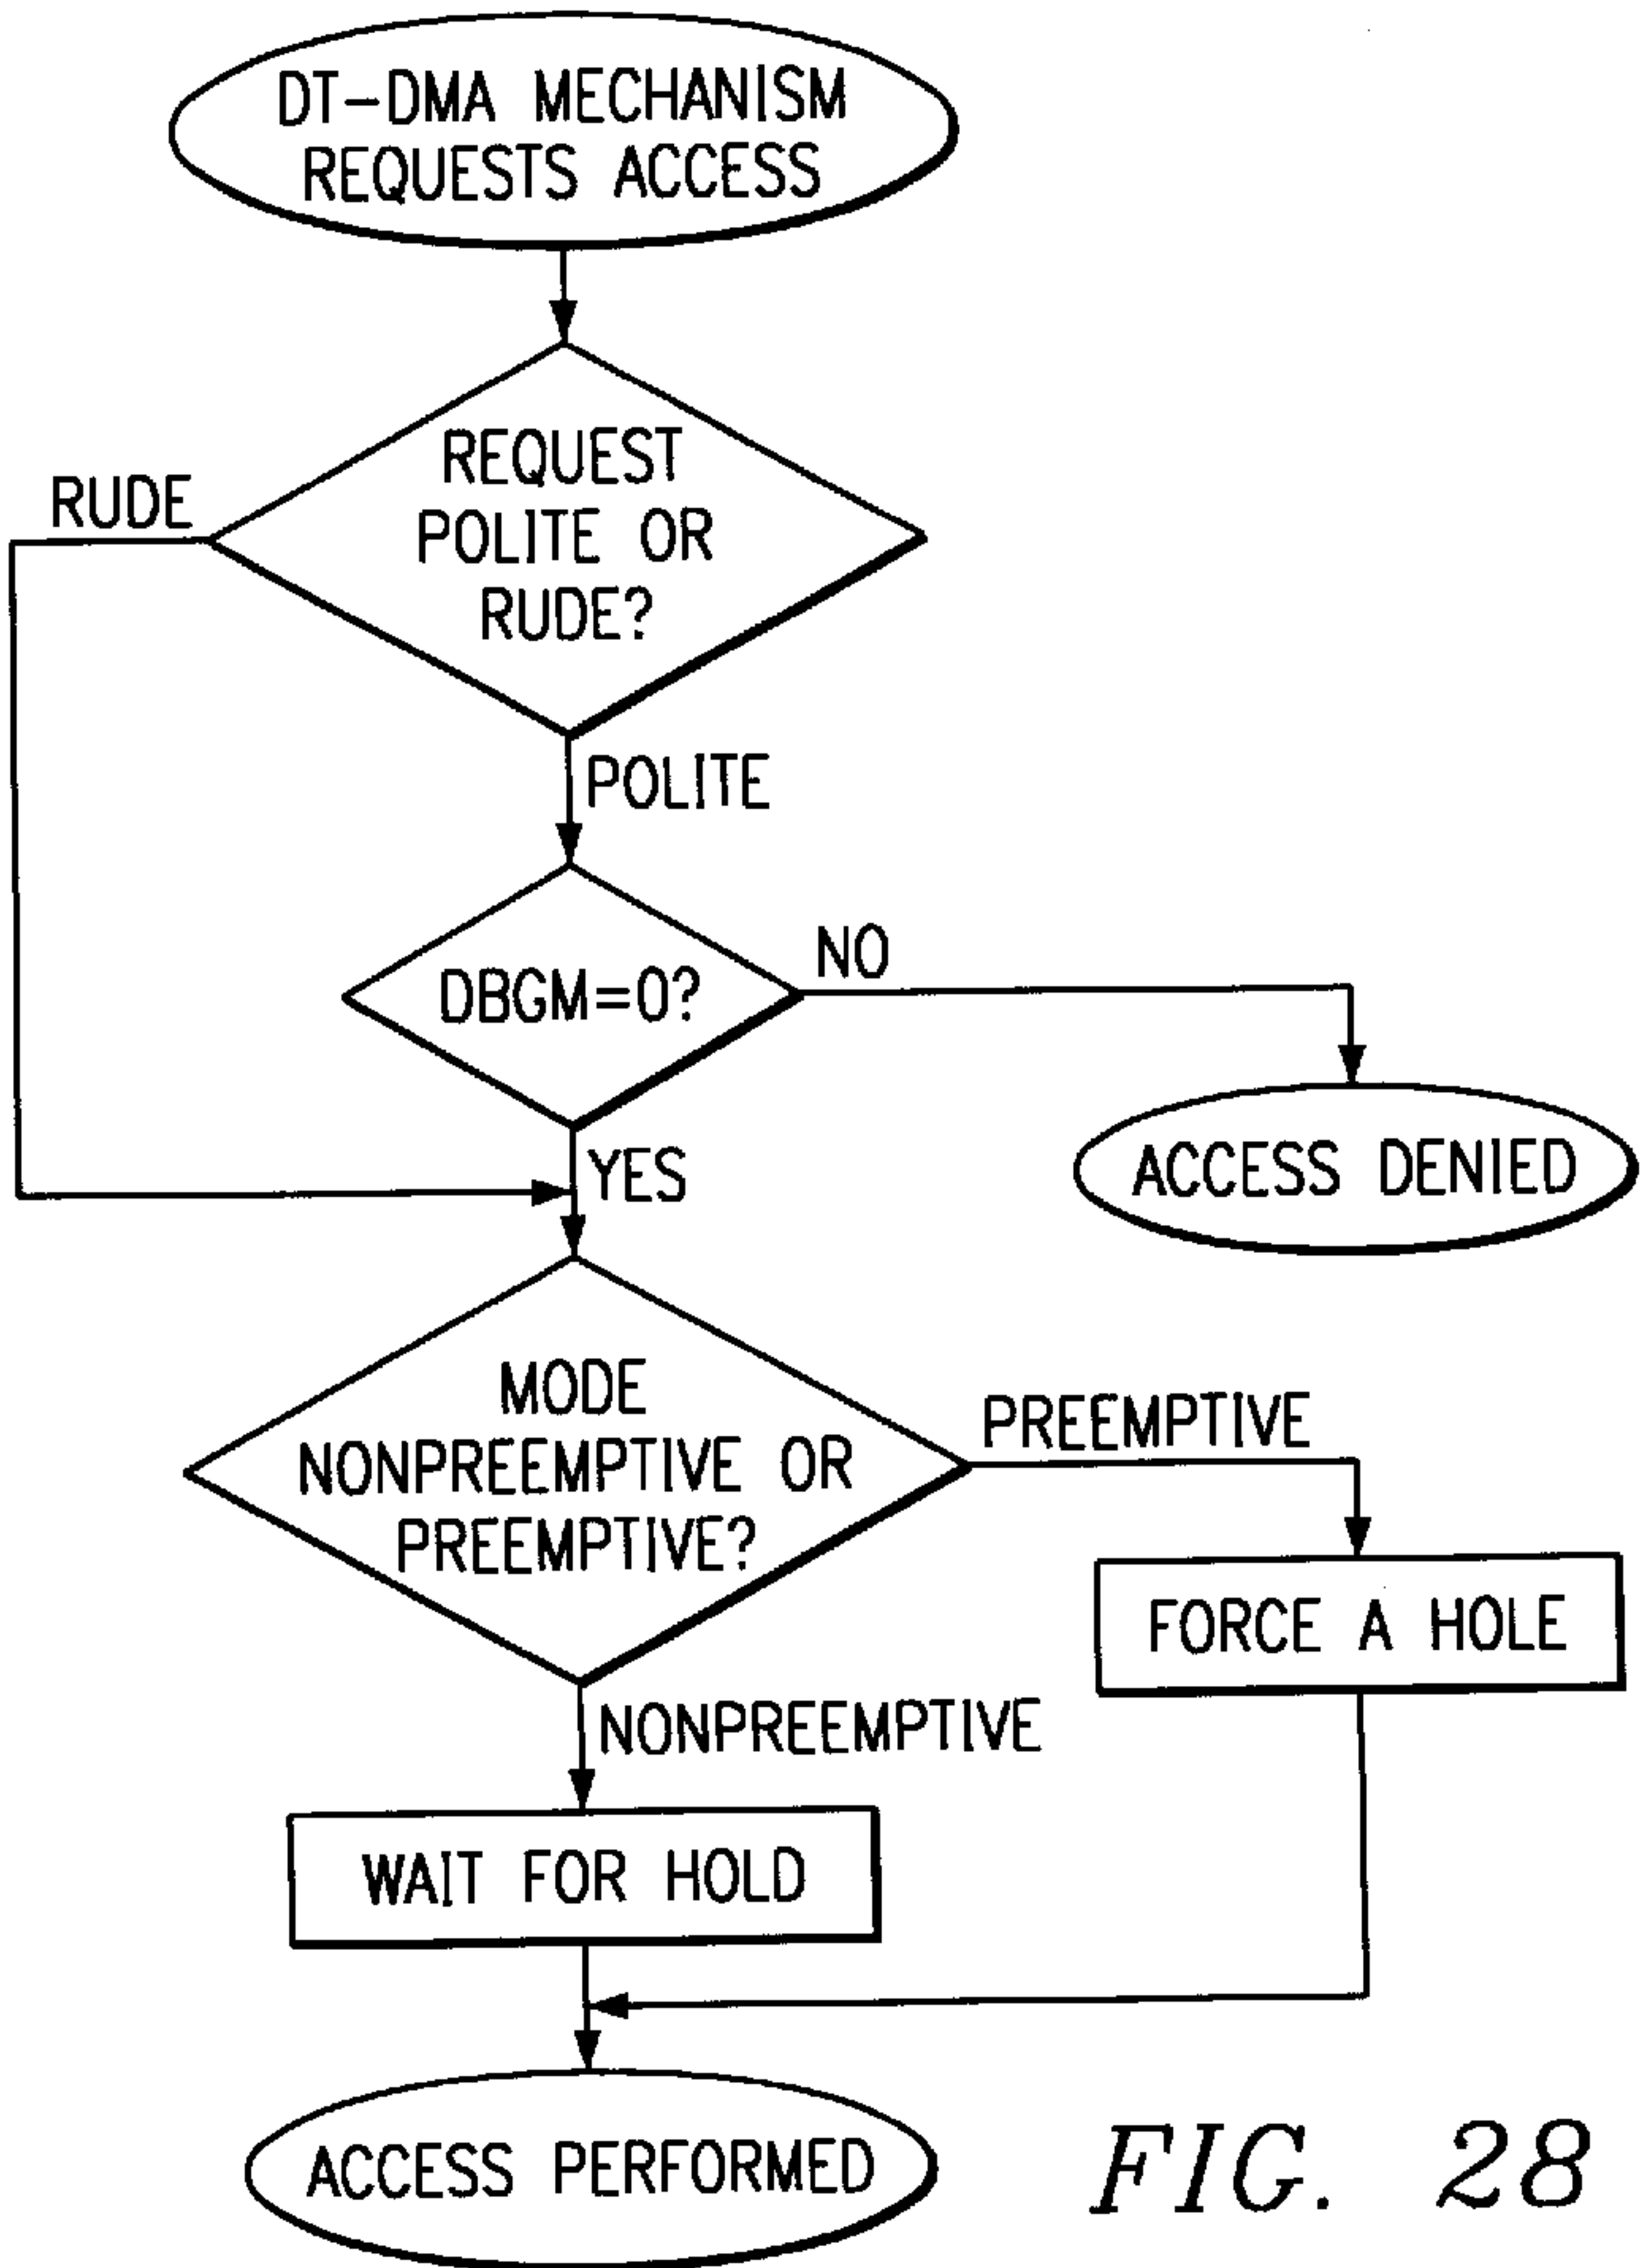 DT-DMA MECHANISM
REQUESTS ACCESS
REQUEST
POLITE OR
RUDE?
RUDE
POLITE
DBGM=0?
NO
ACCESS DENIED
YES
MODE
NONPREEMPTIVE OR
PREEMPTIVE?
PREEMPTIVE
FORCE A HOLE
NONPREEMPTIVE
WAIT FOR HOLD
ACCESS PERFORMED
FIG. 28